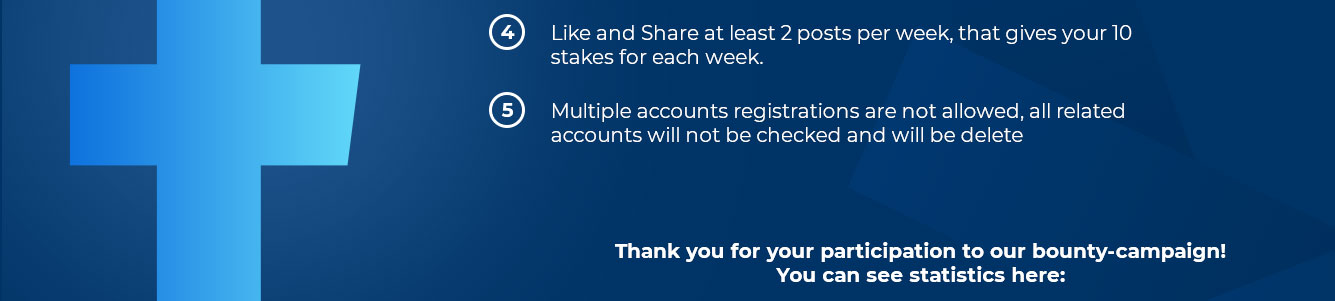 4 Like and Share at least 2 posts per week, that gives your 10
stakes for each week.
5 Multiple accounts registrations are not allowed, all related
accounts will not be checked and will be delete
Thank you for your participation to our bounty-campaign!
You can see statistics here: